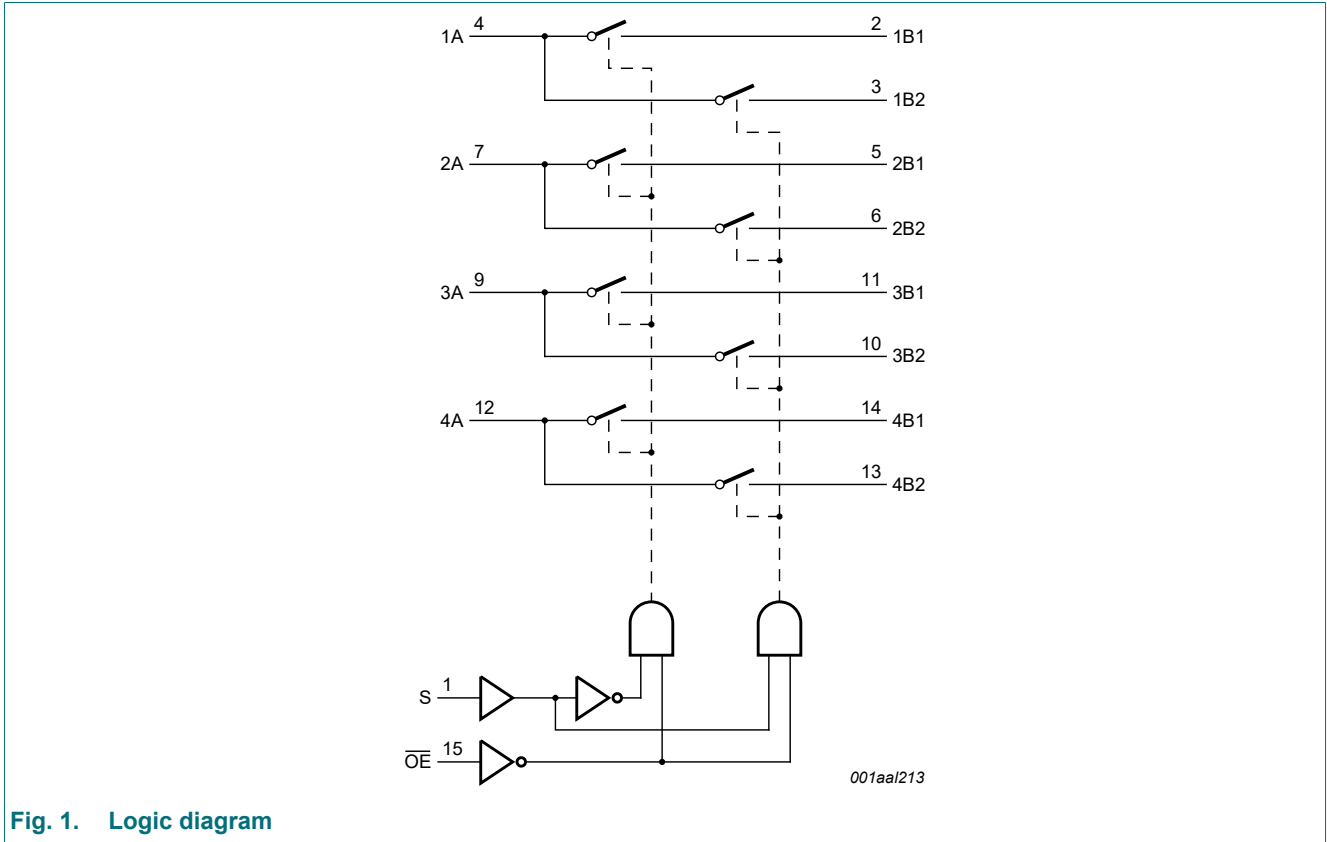 1A 4 2 1B1
3 1B2
2A 7 5 2B1
6 2B2
3A 9 11 3B1
10 3B2
4A 12 14 4B1
13 4B2
S 1
O̅E̅ 15
001aal213
Fig. 1. Logic diagram